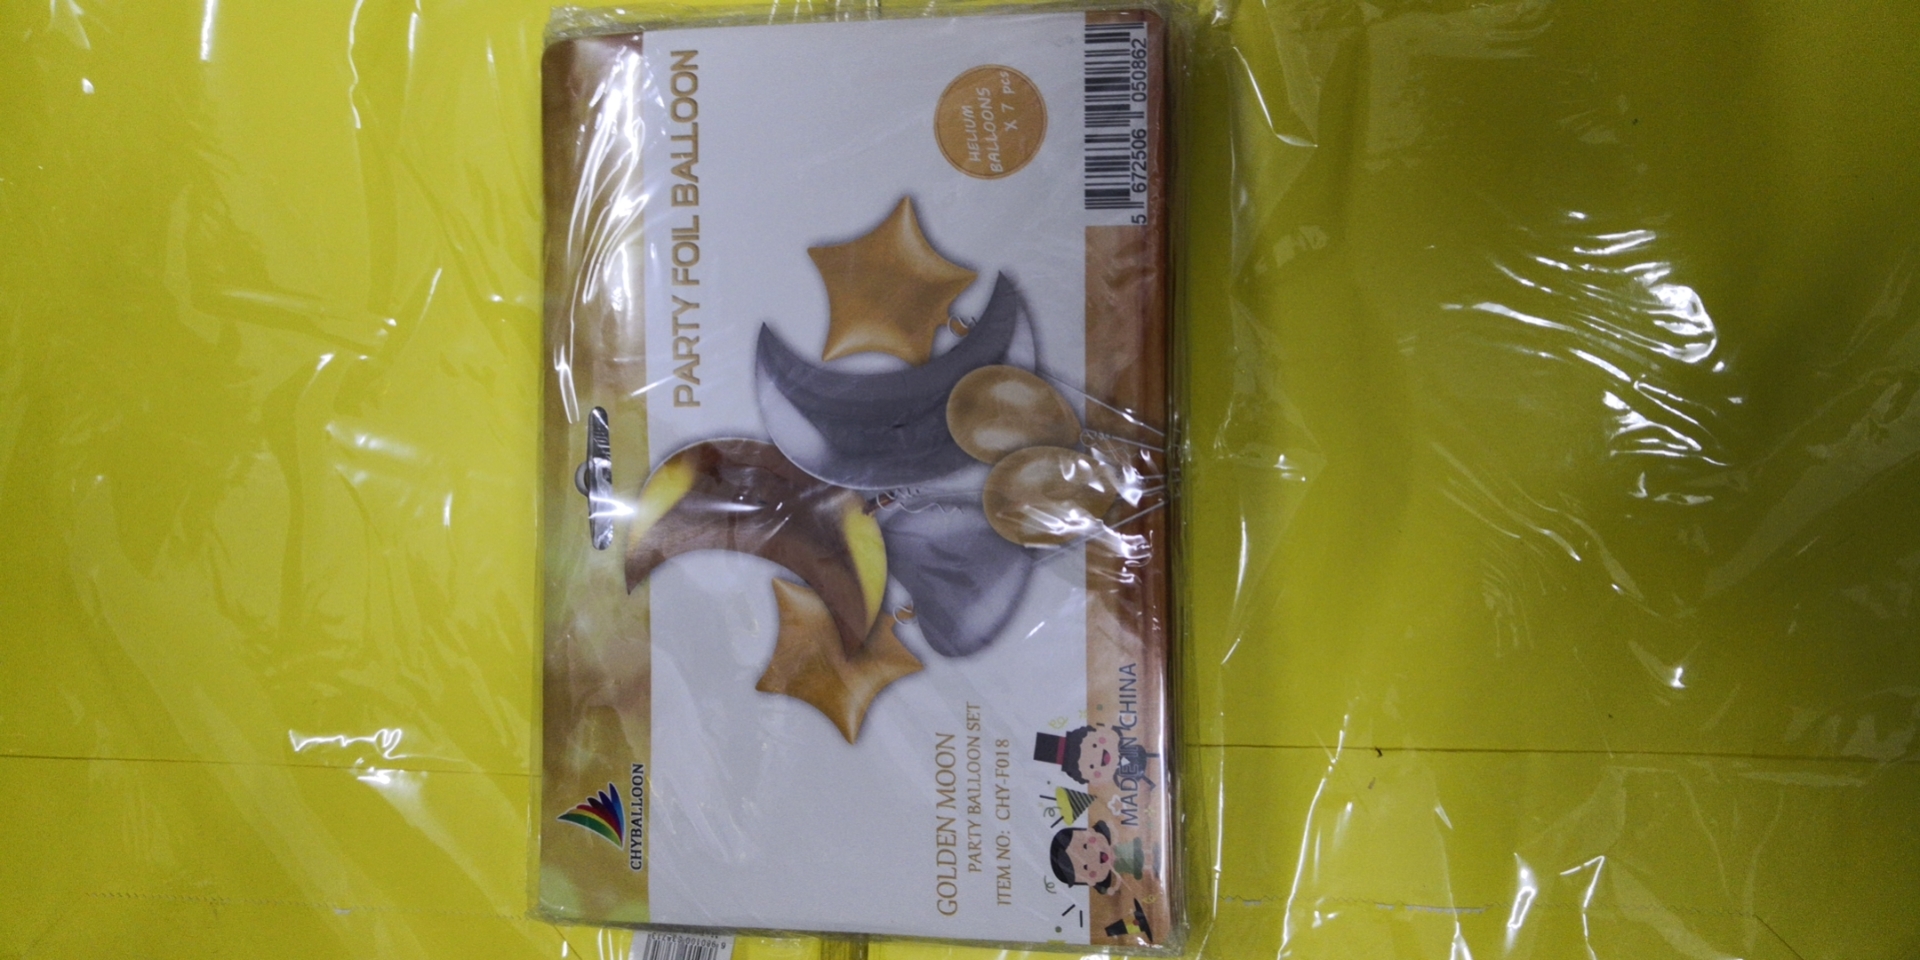 CHYBALLOON
PARTY FOIL BALLOON
HELIUM
BALLOONS
X 7 pcs
GOLDEN MOON
PARTY BALLOON SET
ITEM NO: CHY-F018
MADE IN CHINA
5 672506 050862